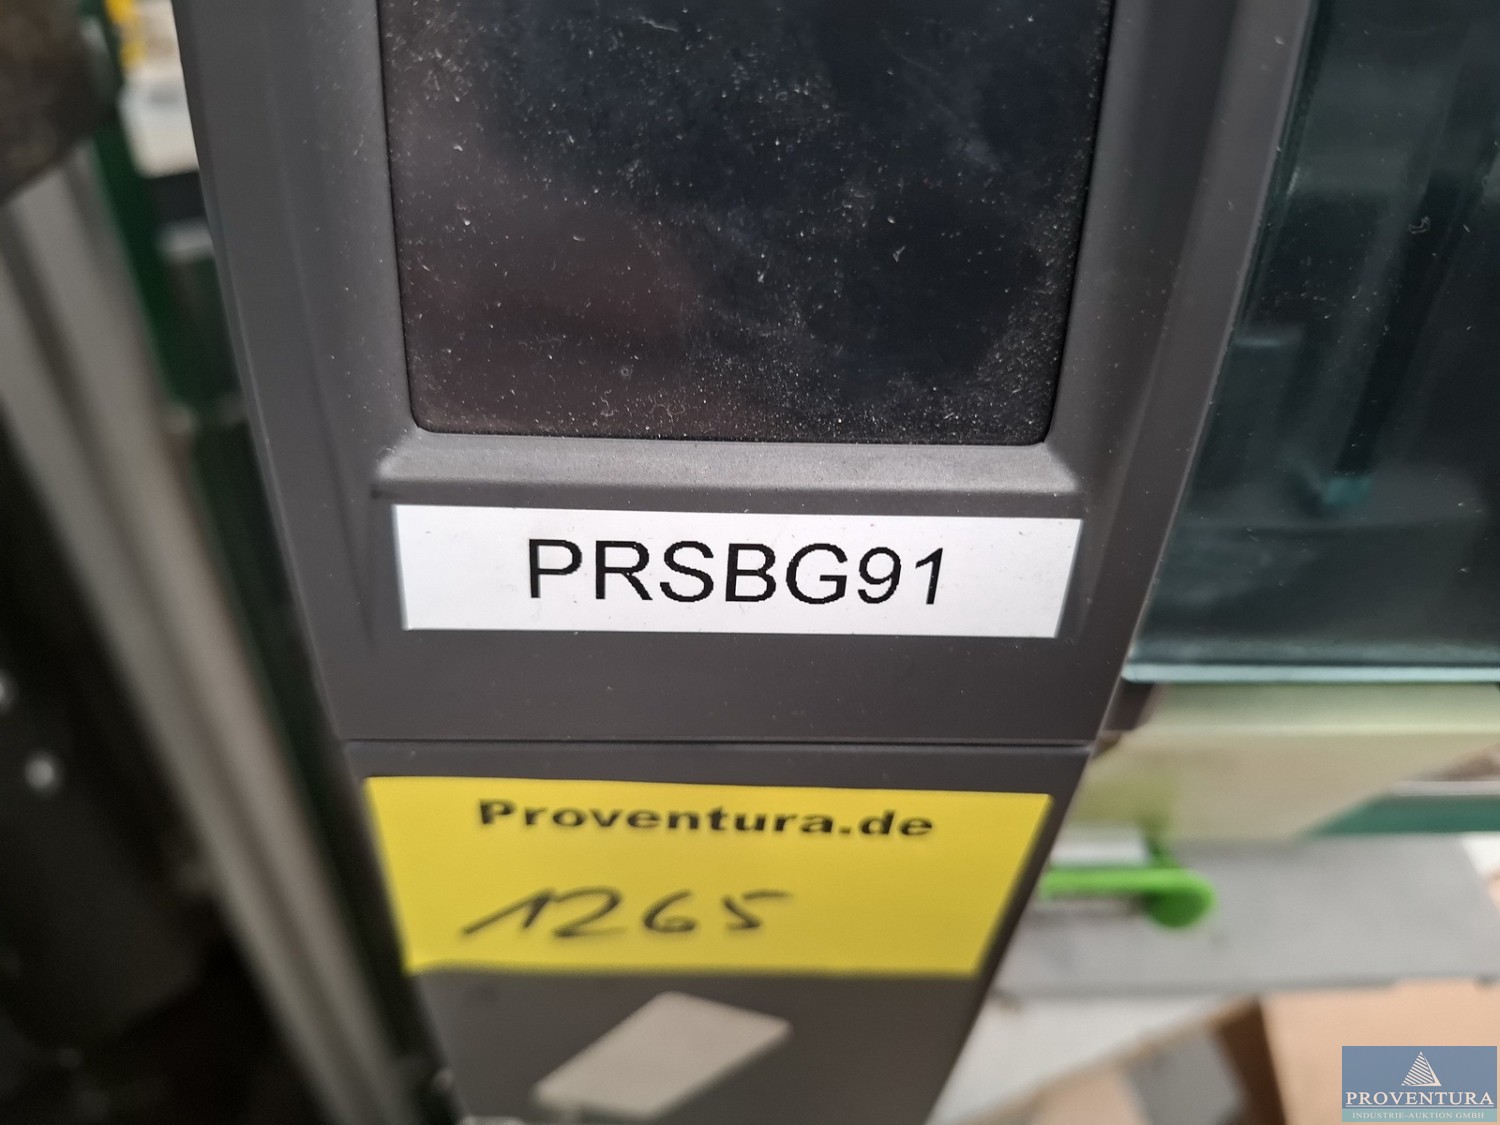 PRSBG91
Proventura.de
1265
PROVENTURA
INDUSTRIE-AUKTION GMBH